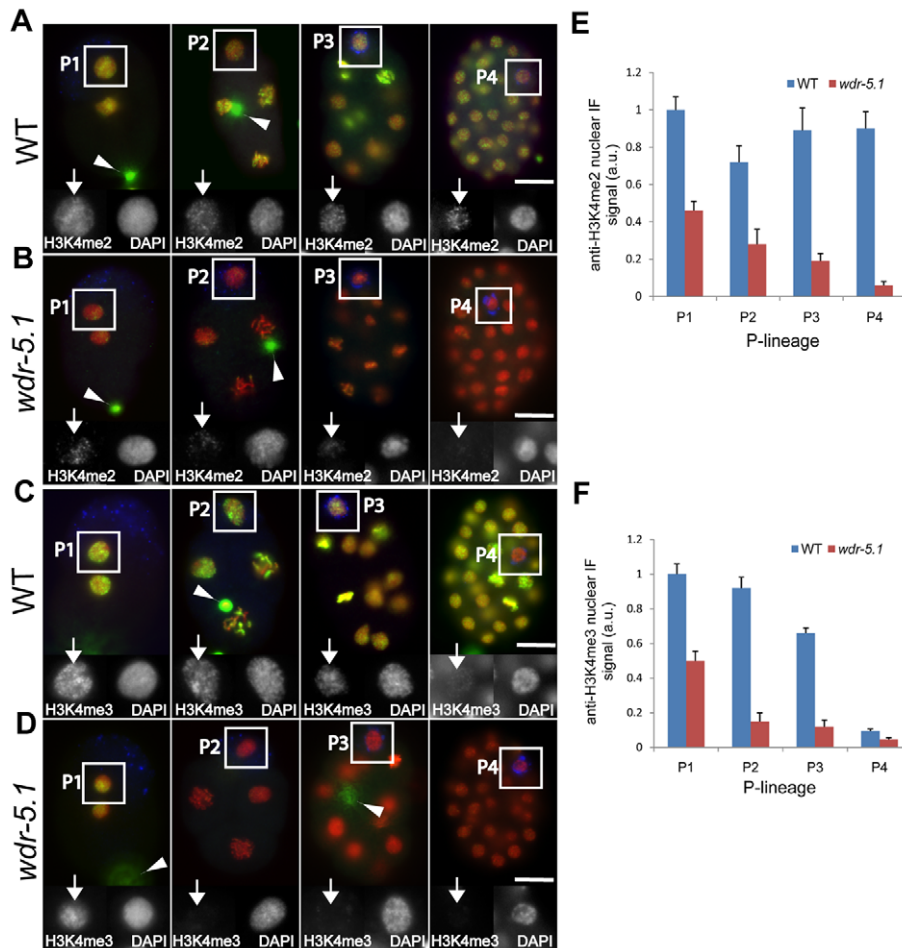 A
WT
P1
P2
P3
P4
H3K4me2 DAPI H3K4me2 DAPI H3K4me2 DAPI H3K4me2 DAPI
B
wdr-5.1
P1
P2
P3
P4
H3K4me2 DAPI H3K4me2 DAPI H3K4me2 DAPI H3K4me2 DAPI
C
WT
P1
P2
P3
P4
H3K4me3 DAPI H3K4me3 DAPI H3K4me3 DAPI H3K4me3 DAPI
D
wdr-5.1
P1
P2
P3
P4
H3K4me3 DAPI H3K4me3 DAPI H3K4me3 DAPI H3K4me3 DAPI
E
WT wdr-5.1
anti-H3K4me2 nuclear IF
signal (a.u.)
1.2
1
0.8
0.6
0.4
0.2
0
P1 P2 P3 P4
P-lineage
F
WT wdr-5.1
anti-H3K4me3 nuclear IF
signal (a.u.)
1.2
1
0.8
0.6
0.4
0.2
0
P1 P2 P3 P4
P-lineage